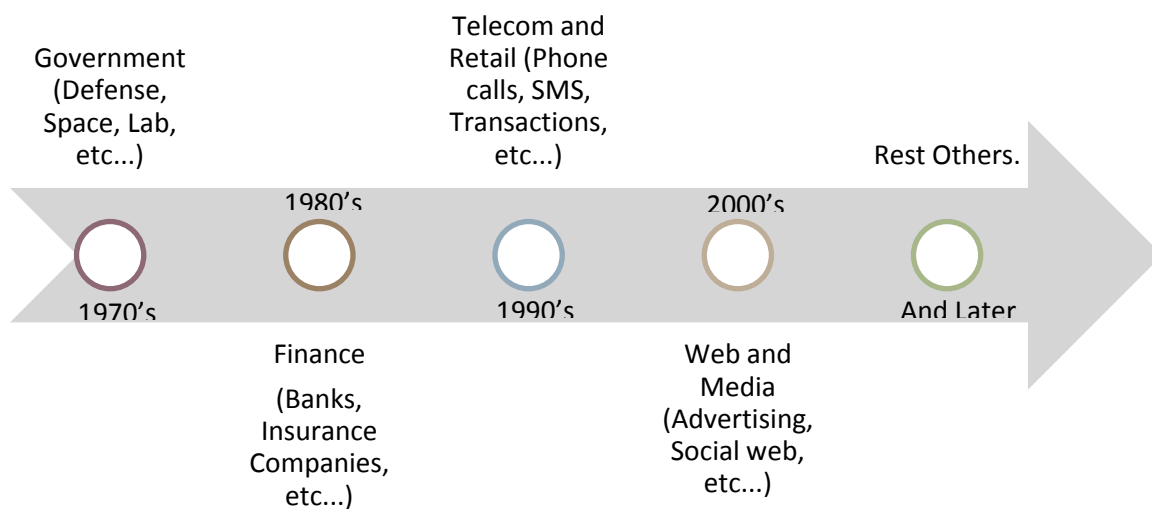 Government
(Defense,
Space, Lab,
etc...)
1970's
1980's
Finance
(Banks,
Insurance
Companies,
etc...)
Telecom and
Retail (Phone
calls, SMS,
Transactions,
etc...)
1990's
2000's
Web and
Media
(Advertising,
Social web,
etc...)
Rest Others.
And Later